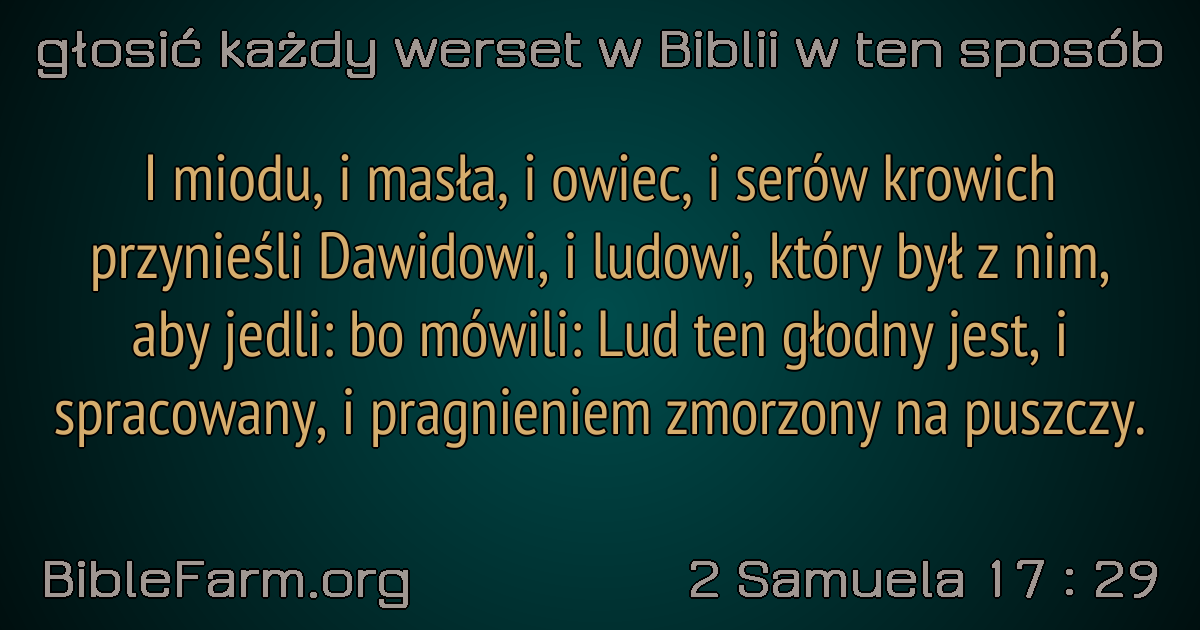 głosić każdy werset w Biblii w ten sposób
I miodu, i masła, i owiec, i serów krowich
przynieśli Dawidowi, i ludowi, który był z nim,
aby jedli: bo mówili: Lud ten głodny jest, i
spracowany, i pragnieniem zmorzony na puszczy.
BibleFarm.org
2 Samuela 17 : 29